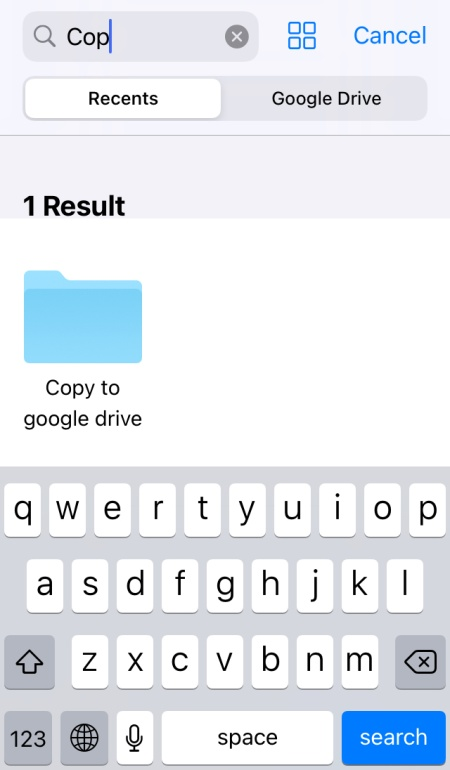 Cop
Cancel
Recents
Google Drive
1 Result
Copy to
google drive
q w e r t y u i o p
a s d f g h j k l
z x c v b n m
123
space
search